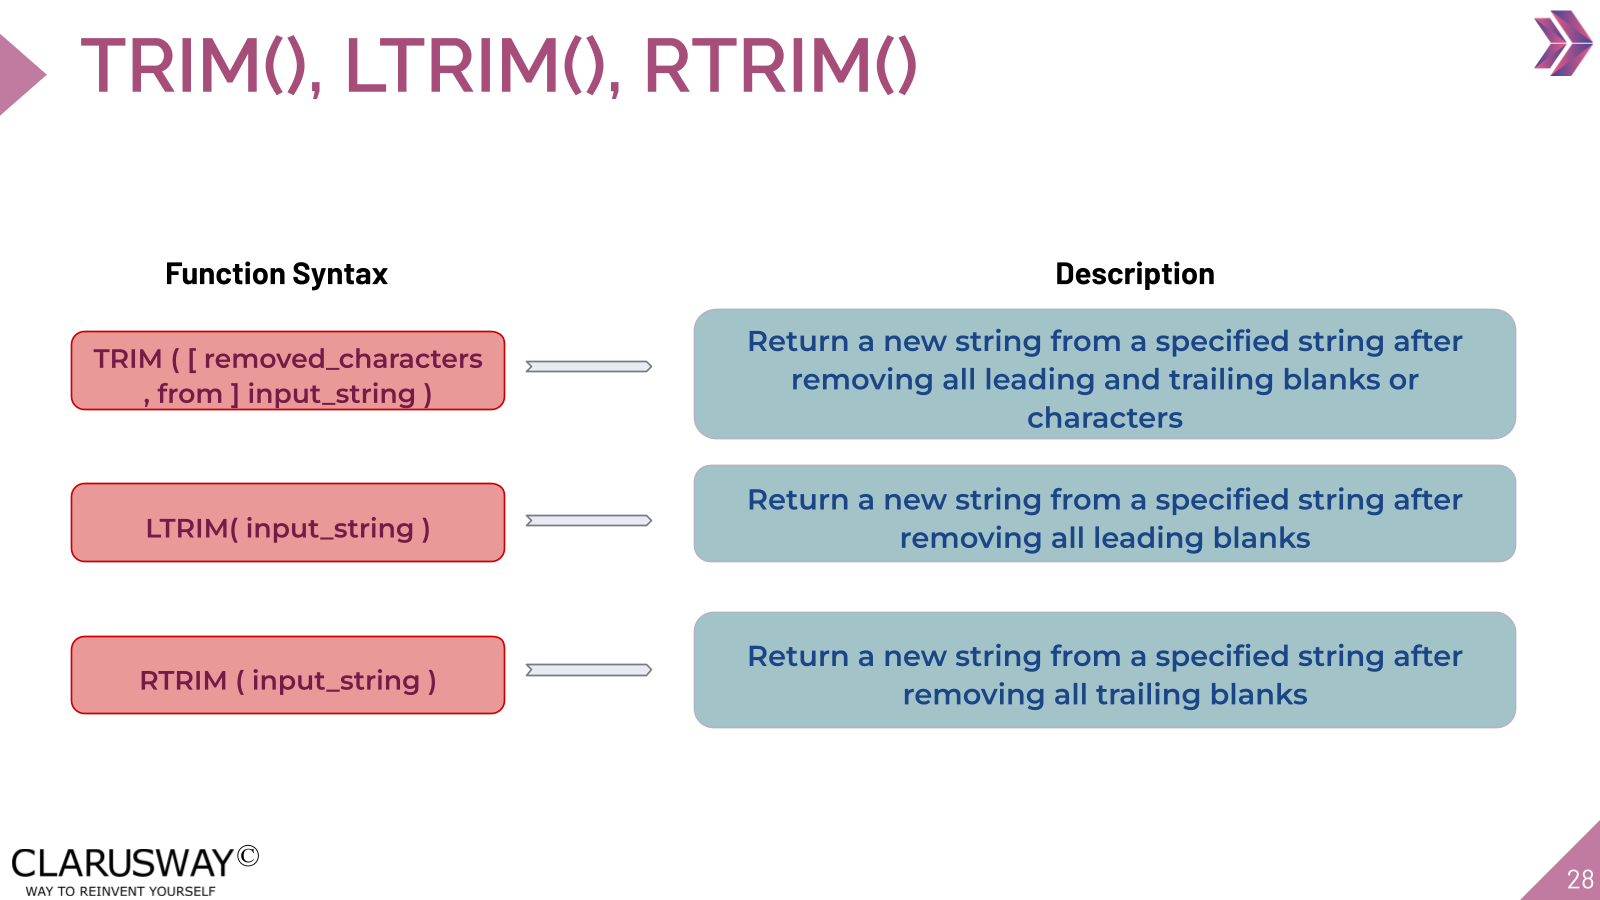 TRIM(), LTRIM(), RTRIM()
Function Syntax
Description
TRIM ( [ removed_characters
, from ] input_string )
Return a new string from a specified string after
removing all leading and trailing blanks or
characters
LTRIM( input_string )
Return a new string from a specified string after
removing all leading blanks
RTRIM ( input_string )
Return a new string from a specified string after
removing all trailing blanks
CLARUSWAY©
WAY TO REINVENT YOURSELF
28